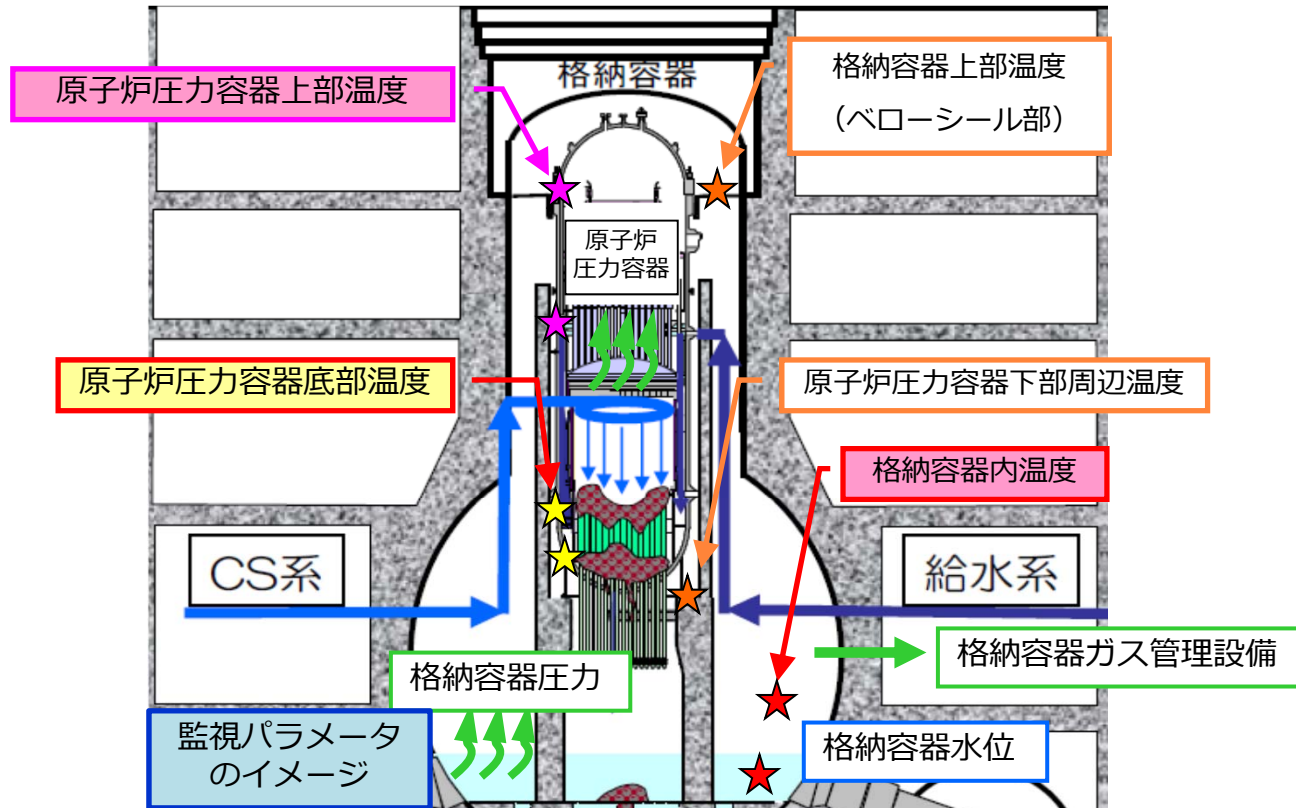 格納容器
原子炉圧力容器上部温度
格納容器上部温度
（ベローシール部）
原子炉
圧力容器
原子炉圧力容器底部温度
原子炉圧力容器下部周辺温度
格納容器内温度
CS系
給水系
格納容器ガス管理設備
格納容器圧力
監視パラメータ
のイメージ
格納容器水位